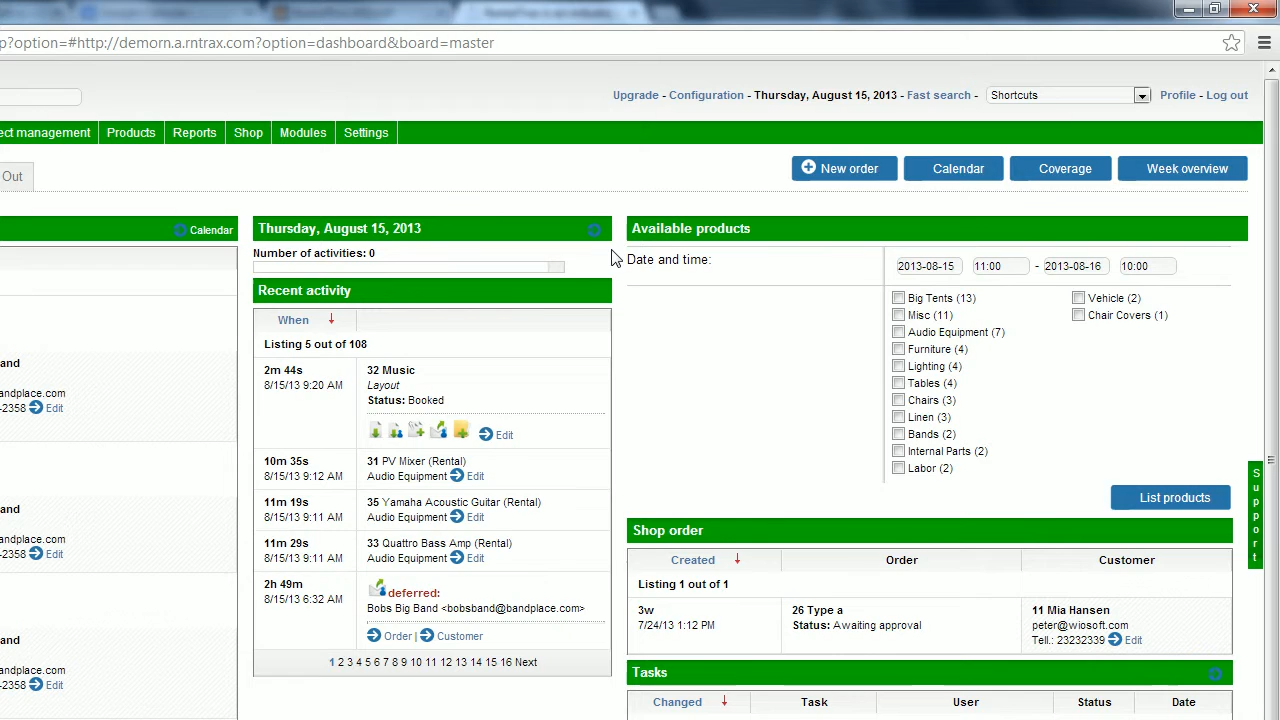 p?option=#http://demorn.a.rntrax.com?option=dashboard&board=master
Upgrade - Configuration - Thursday, August 15, 2013 - Fast search - Shortcuts Profile - Log out
ect management Products Reports Shop Modules Settings
Out
New order Calendar Coverage Week overview
Calendar
and
andplace.com
-2358 Edit
and
andplace.com
-2358 Edit
and
andplace.com
-2358 Edit
Thursday, August 15, 2013
Number of activities: 0
Recent activity
When
Listing 5 out of 108
2m 44s 32 Music
8/15/13 9:20 AM Layout
Status: Booked
Edit
10m 35s 31 PV Mixer (Rental)
8/15/13 9:12 AM Audio Equipment Edit
11m 19s 35 Yamaha Acoustic Guitar (Rental)
8/15/13 9:11 AM Audio Equipment Edit
11m 29s 33 Quattro Bass Amp (Rental)
8/15/13 9:11 AM Audio Equipment Edit
2h 49m deferred:
8/15/13 6:32 AM Bobs Big Band <bobsband@bandplace.com>
Order | Customer
1 2 3 4 5 6 7 8 9 10 11 12 13 14 15 16 Next
Available products
Date and time: 2013-08-15 11:00 - 2013-08-16 10:00
Big Tents (13) Vehicle (2)
Misc (11) Chair Covers (1)
Audio Equipment (7)
Furniture (4)
Lighting (4)
Tables (4)
Chairs (3)
Linen (3)
Bands (2)
Internal Parts (2)
Labor (2)
List products
Shop order
Created Order Customer
Listing 1 out of 1
3w 26 Type a 11 Mia Hansen
7/24/13 1:12 PM Status: Awaiting approval peter@wiosoft.com
Tell.: 23232339 Edit
Tasks
Changed Task User Status Date
Support